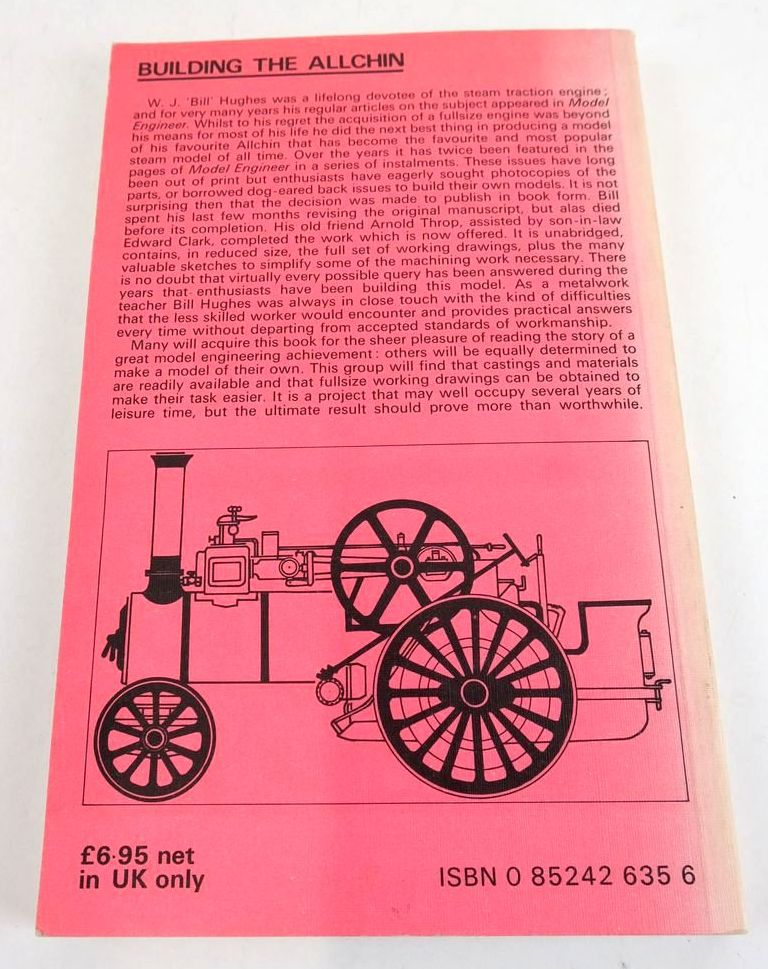 BUILDING THE ALLCHIN
W. J. 'Bill' Hughes was a lifelong devotee of the steam traction engine;
and for very many years his regular articles on the subject appeared in Model
Engineer. Whilst to his regret the acquisition of a fullsize engine was beyond
his means for most of his life he did the next best thing in producing a model
of his favourite Allchin that has become the favourite and most popular
steam model of all time. Over the years it has twice been featured in the
pages of Model Engineer in a series of instalments. These issues have long
been out of print but enthusiasts have eagerly sought photocopies of the
parts, or borrowed dog-eared back issues to build their own models. It is not
surprising then that the decision was made to publish in book form. Bill
spent his last few months revising the original manuscript, but alas died
before its completion. His old friend Arnold Throp, assisted by son-in-law
Edward Clark, completed the work which is now offered. It is unabridged,
contains, in reduced size, the full set of working drawings, plus the many
valuable sketches to simplify some of the machining work necessary. There
is no doubt that virtually every possible query has been answered during the
years that enthusiasts have been building this model. As a metalwork
teacher Bill Hughes was always in close touch with the kind of difficulties
that the less skilled worker would encounter and provides practical answers
every time without departing from accepted standards of workmanship.
Many will acquire this book for the sheer pleasure of reading the story of a
great model engineering achievement: others will be equally determined to
make a model of their own. This group will find that castings and materials
are readily available and that fullsize working drawings can be obtained to
make their task easier. It is a project that may well occupy several years of
leisure time, but the ultimate result should prove more than worthwhile.
£6·95 net
in UK only
ISBN 0 85242 635 6